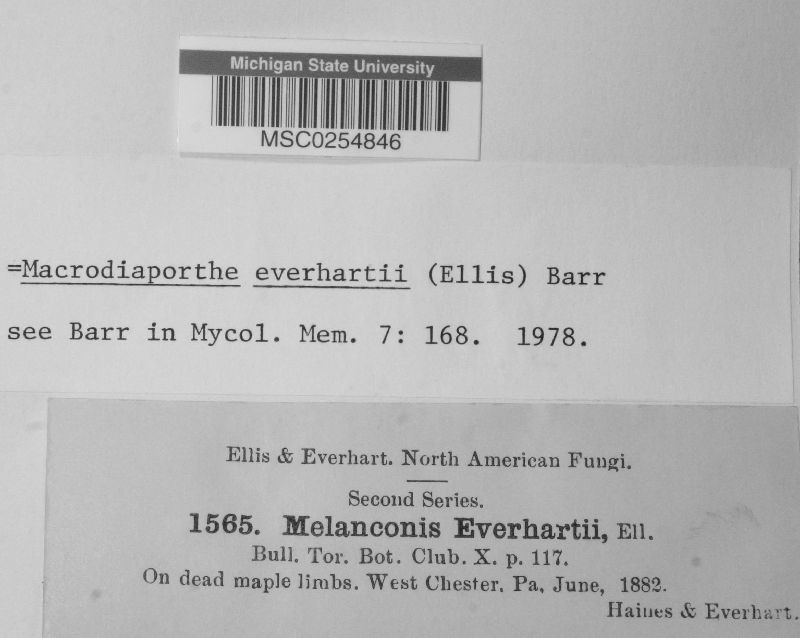 Michigan State University
MSC0254846
=Macrodiaporthe everhartii (Ellis) Barr
see Barr in Mycol. Mem. 7: 168. 1978.
Ellis & Everhart. North American Fungi.
Second Series.
1565. Melanconis Everhartii, Ell.
Bull. Tor. Bot. Club. X. p. 117.
On dead maple limbs. West Chester, Pa, June, 1882.
Haines & Everhart.